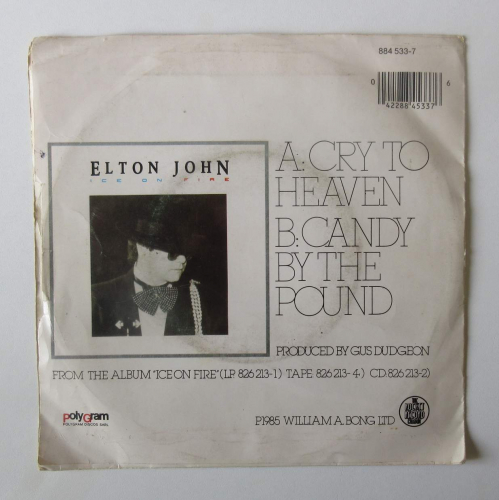 884 533-7
0 42288 45337 6
ELTON JOHN
ICE ON FIRE
A: CRY TO
HEAVEN
B: CANDY
BY THE
POUND
PRODUCED BY GUS DUDGEON
FROM THE ALBUM "ICE ON FIRE" (LP 826 213-1) TAPE 826 213-4) CD 826 213-2)
polyGram
POLYGRAM DISCOS
P1985 WILLIAM A. BONG LTD